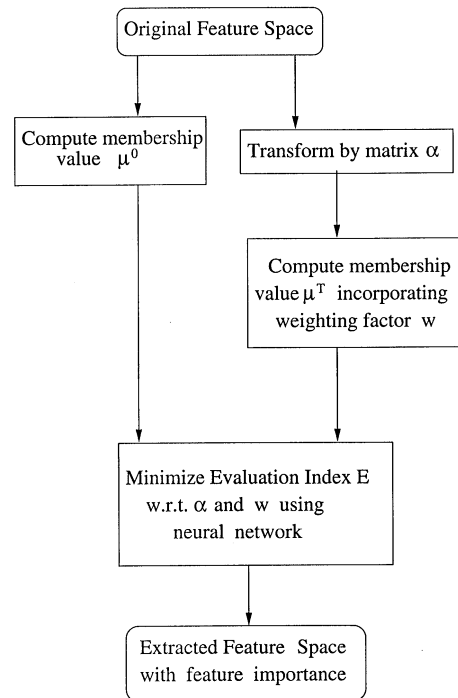 Original Feature Space
Compute membership
value μ⁰
Transform by matrix α
Compute membership
value μᵀ incorporating
weighting factor w
Minimize Evaluation Index E
w.r.t. α and w using
neural network
Extracted Feature Space
with feature importance